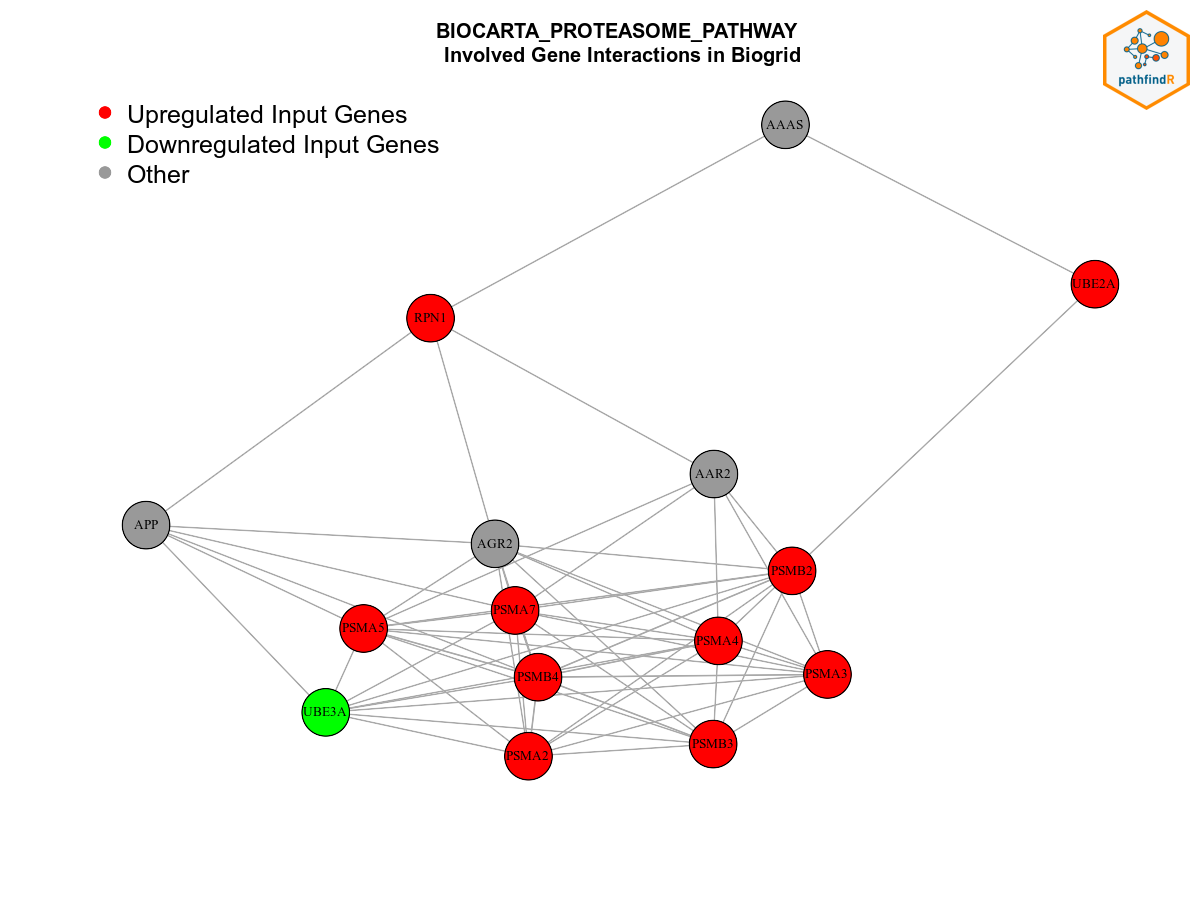 BIOCARTA_PROTEASOME_PATHWAY
Involved Gene Interactions in Biogrid
pathfindR
Upregulated Input Genes
Downregulated Input Genes
Other
AAAS
UBE2A
RPN1
AAR2
APP
AGR2
PSMB2
PSMA7
PSMA5
PSMA4
PSMB4
PSMA3
UBE3A
PSMB3
PSMA2